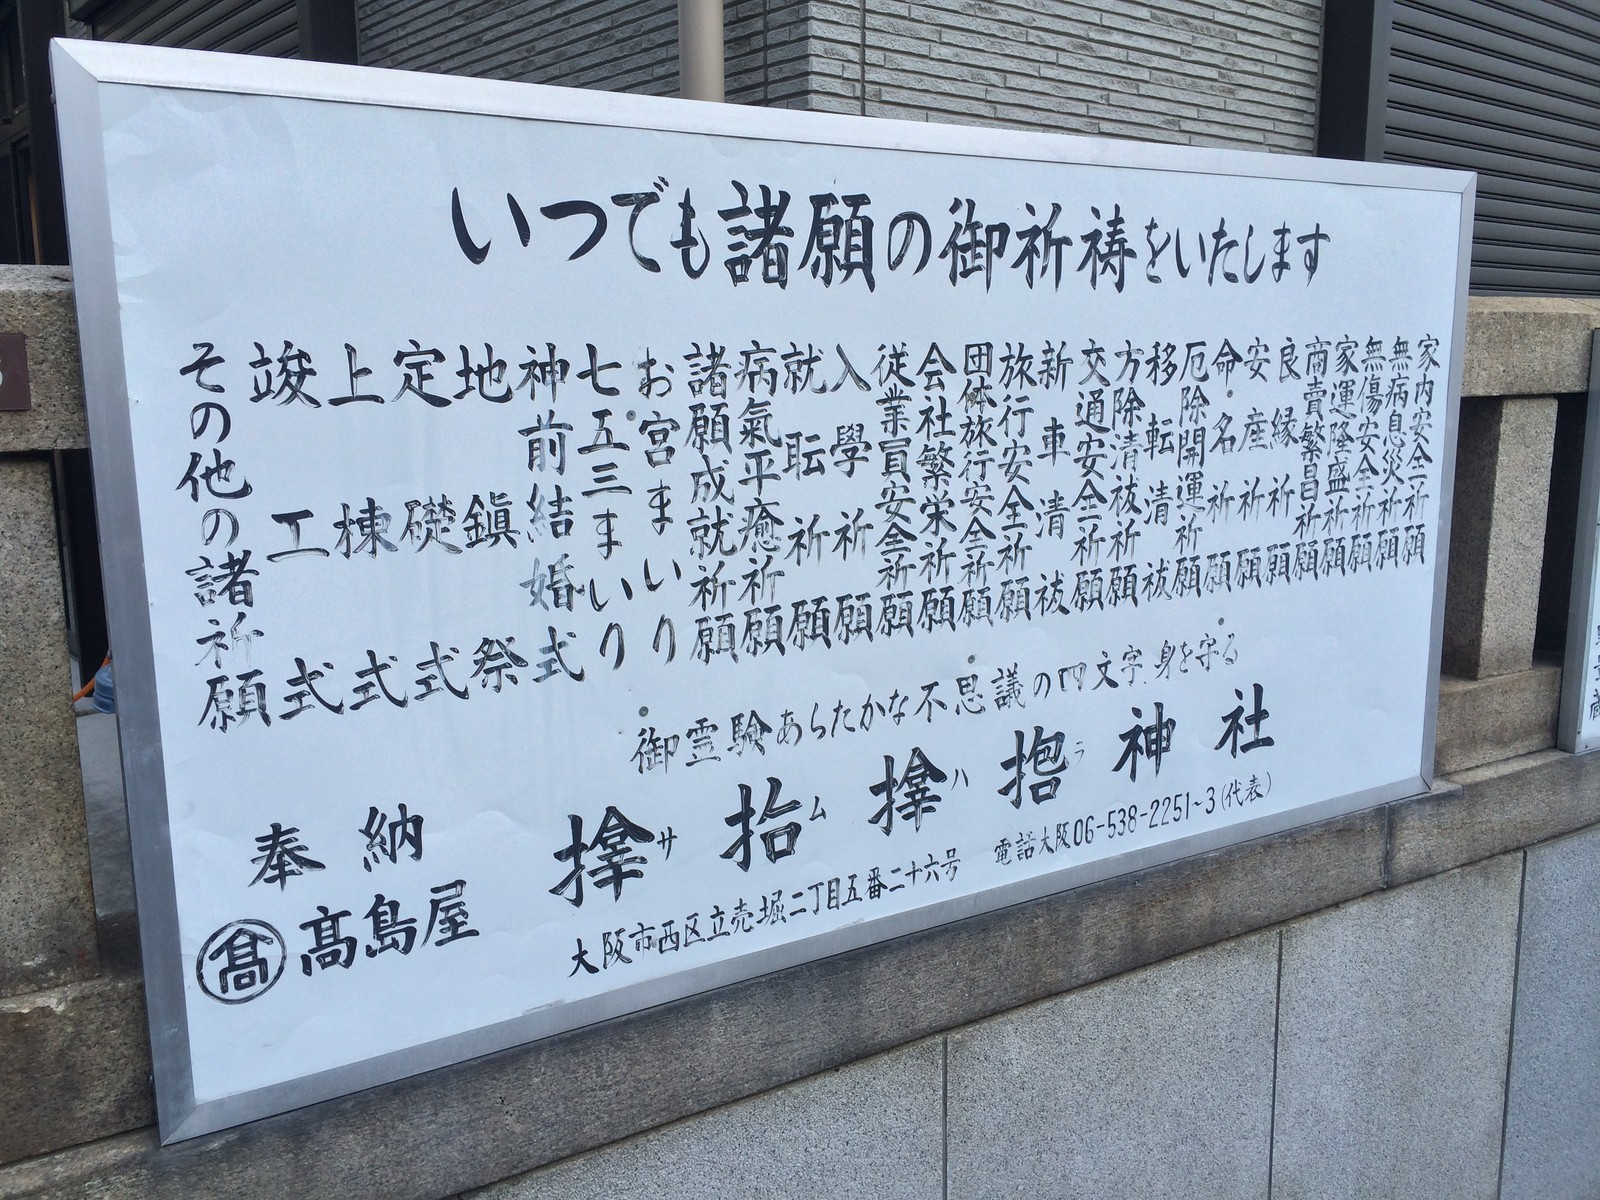 いつでも諸願の御祈祷をいたします
家内安全祈願
無病息災祈願
無傷安全祈願
家運隆盛祈願
商賣繁昌祈願
良縁祈願
安産祈願
命名祈願
厄除開運祈願
移転清祓
方除清祓祈願
交通安全祈願
新車清祓
旅行安全祈願
団体旅行安全祈願
会社繁栄祈願
従業員安全祈願
入學祈願
就転祈願
病氣平癒祈願
諸願成就祈願
お宮まいり
七五三まいり
神前結婚式
地鎮祭
定礎式
上棟式
竣工式
その他の諸祈願
御霊験あらたかな不思議の四文字身を守る
サムハラ神社
大阪市西区立売堀二丁目五番二十六号
電話大阪06-538-2251~3(代表)
奉納
髙
髙島屋